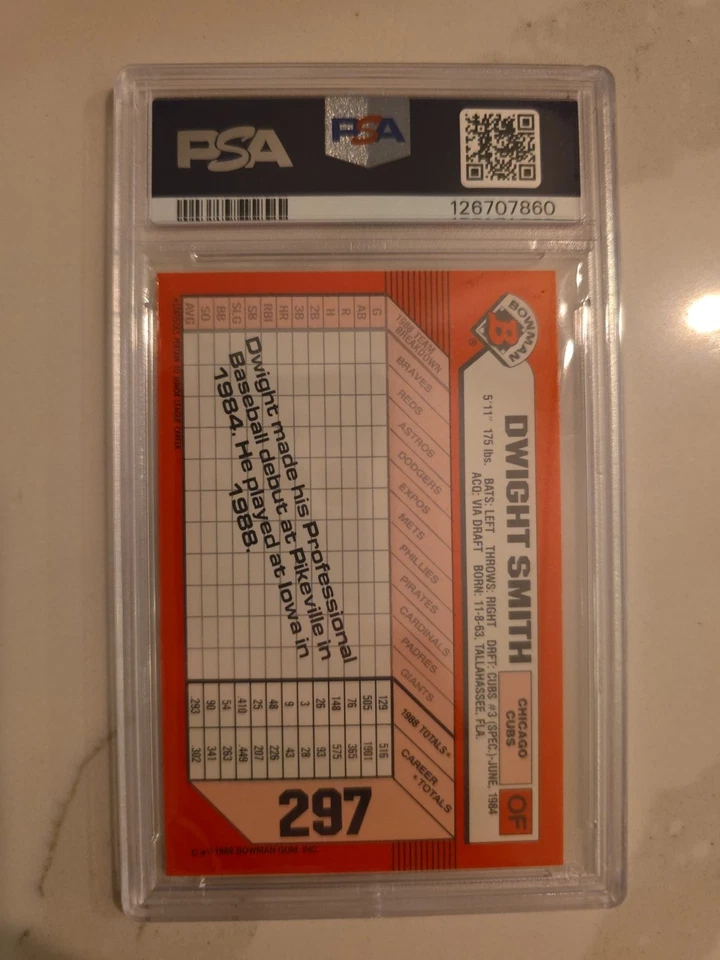 PSA
PSA
126707860
BOWMAN
B
®
DWIGHT SMITH
CHICAGO
CUBS
OF
5'11" 175 lbs. BATS: LEFT THROWS: RIGHT DRFT: CUBS #3 (SPEC.)-JUNE, 1984
ACQ: VIA DRAFT BORN: 11-8-63, TALLAHASSEE, FLA.
1988 TEAM
BREAKDOWN
BRAVES
REDS
ASTROS
DODGERS
EXPOS
METS
PHILLIES
PIRATES
CARDINALS
PADRES
GIANTS
1988 TOTALS*
CAREER
*TOTALS
G 129 516
AB 505 1901
R 76 365
H 148 575
2B 26 93
3B 3 28
HR 9 43
RBI 48 226
SB 25 207
SLG 410 449
BB 54 263
SO 90 341
AVG 293 302
Dwight made his Professional
Baseball debut at Pikeville in
1984. He played at Iowa in
1988.
297
BOWMAN GUM, INC.